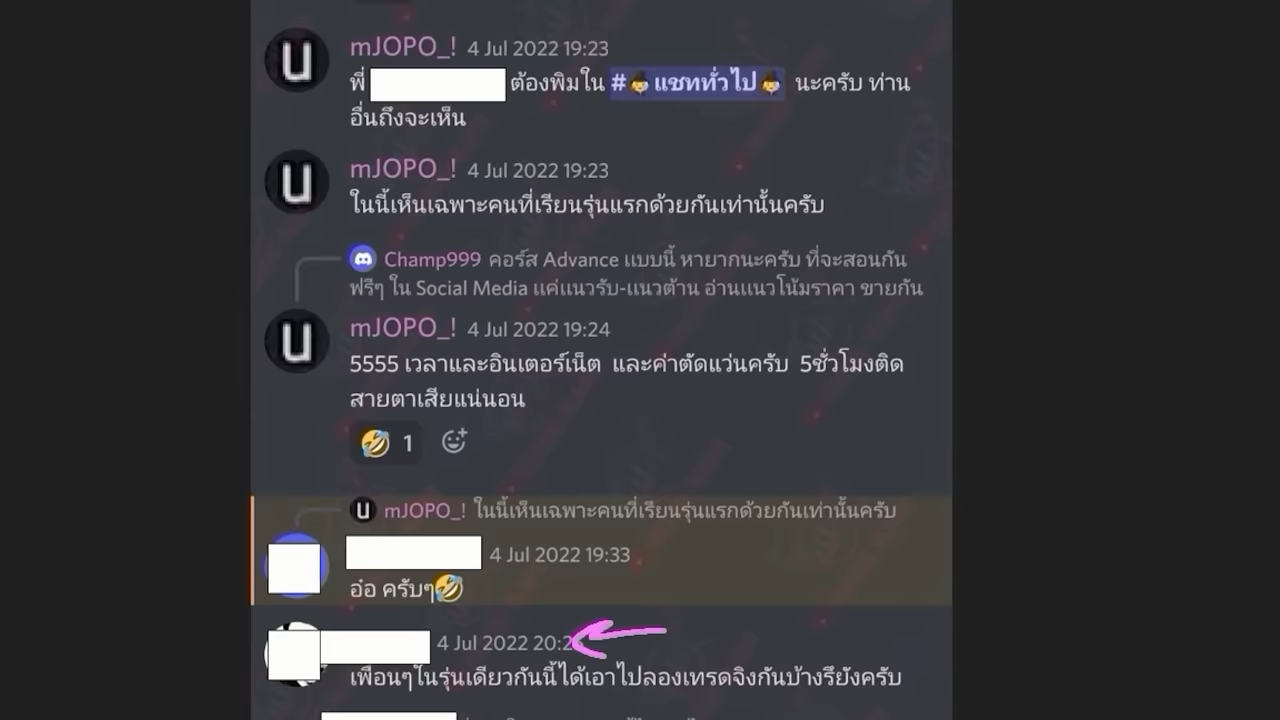 mJOPO_! 4 Jul 2022 19:23
พี่ ต้องพิมใน #แชททั่วไป นะครับ ท่าน
อื่นถึงจะเห็น
mJOPO_! 4 Jul 2022 19:23
ในนี้เห็นเฉพาะคนที่เรียนรุ่นแรกด้วยกันเท่านั้นครับ
Champ999 คอร์ส Advance แบบนี้ หายากนะครับ ที่จะสอนกัน
ฟรีๆ ใน Social Media แค่แนวรับ-แนวต้าน อ่านแนวโน้มราคา ขายกัน
mJOPO_! 4 Jul 2022 19:24
5555 เวลาและอินเตอร์เน็ต และค่าตัดแว่นครับ 5ชั่วโมงติด
สายตาเสียแน่นอน
🤣 1
mJOPO_! ในนี้เห็นเฉพาะคนที่เรียนรุ่นแรกด้วยกันเท่านั้นครับ
4 Jul 2022 19:33
อ๋อ ครับๆ🤣
4 Jul 2022
เพื่อนๆในรุ่นเดียวกันนี้ได้เอาไปลองเทรดจิงกันบ้างรึยังครับ